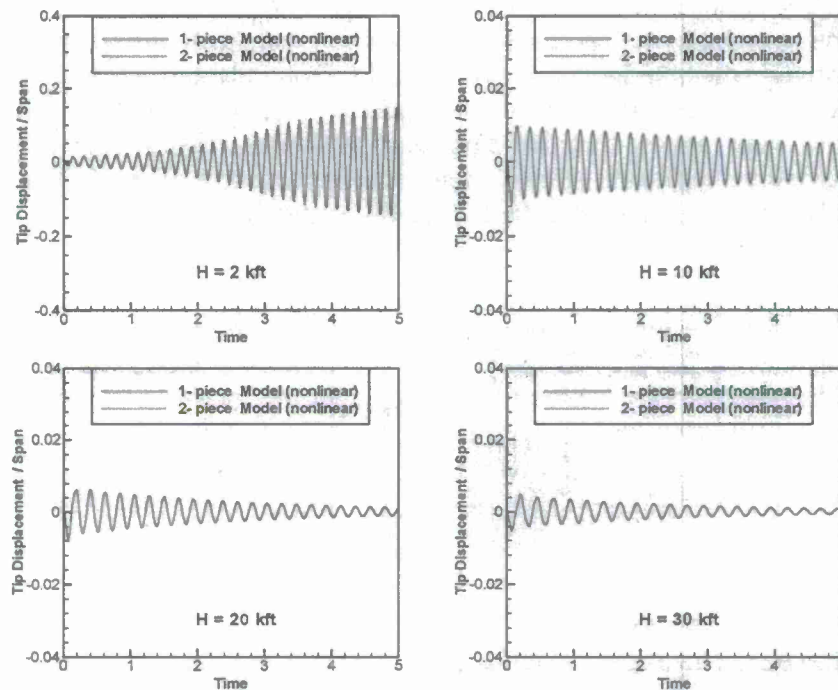 0.4
1- piece Model (nonlinear)
2- piece Model (nonlinear)
0.2
0
-0.2
-0.4
Tip Displacement / Span
H = 2 kft
0 1 2 3 4 5
Time
0.04
1- piece Model (nonlinear)
2- piece Model (nonlinear)
0.02
0
-0.02
-0.04
Tip Displacement / Span
H = 10 kft
0 1 2 3 4
Time
0.04
1- piece Model (nonlinear)
2- piece Model (nonlinear)
0.02
0
-0.02
-0.04
Tip Displacement / Span
H = 20 kft
0 1 2 3 4 5
Time
0.04
1- piece Model (nonlinear)
2- piece Model (nonlinear)
0.02
0
-0.02
-0.04
Tip Displacement / Span
H = 30 kft
0 1 2 3 4
Time